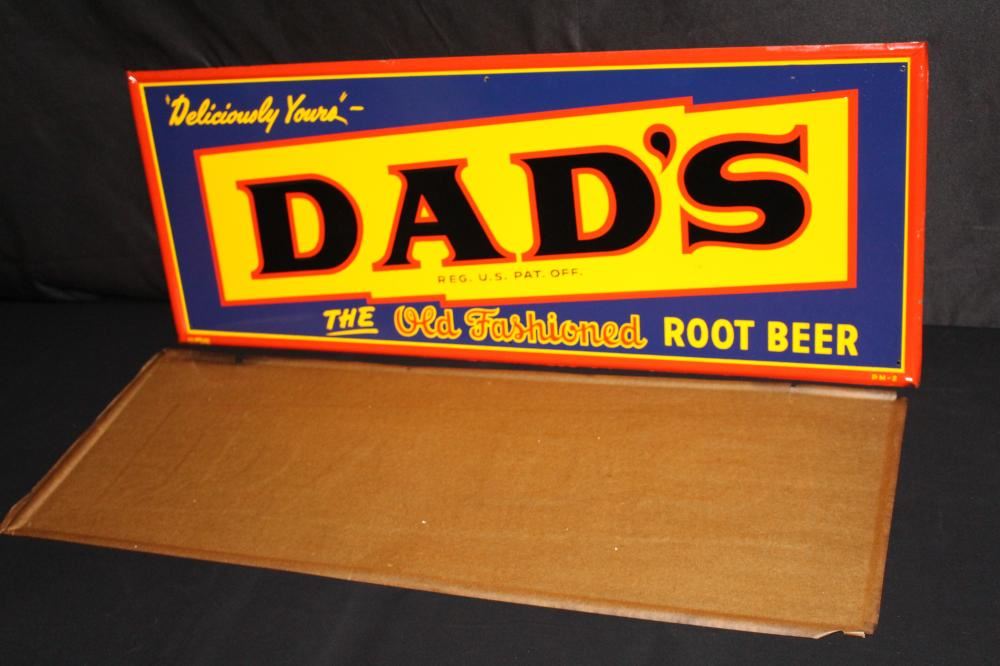 "Deliciously Yours" -
DAD'S
REG. U.S. PAT. OFF.
THE Old Fashioned ROOT BEER